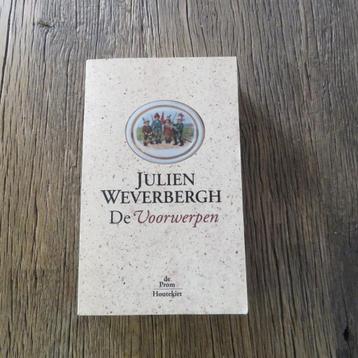 JULIEN
WEVERBERGH
De Voorwerpen
de
Prom
Houtekiet